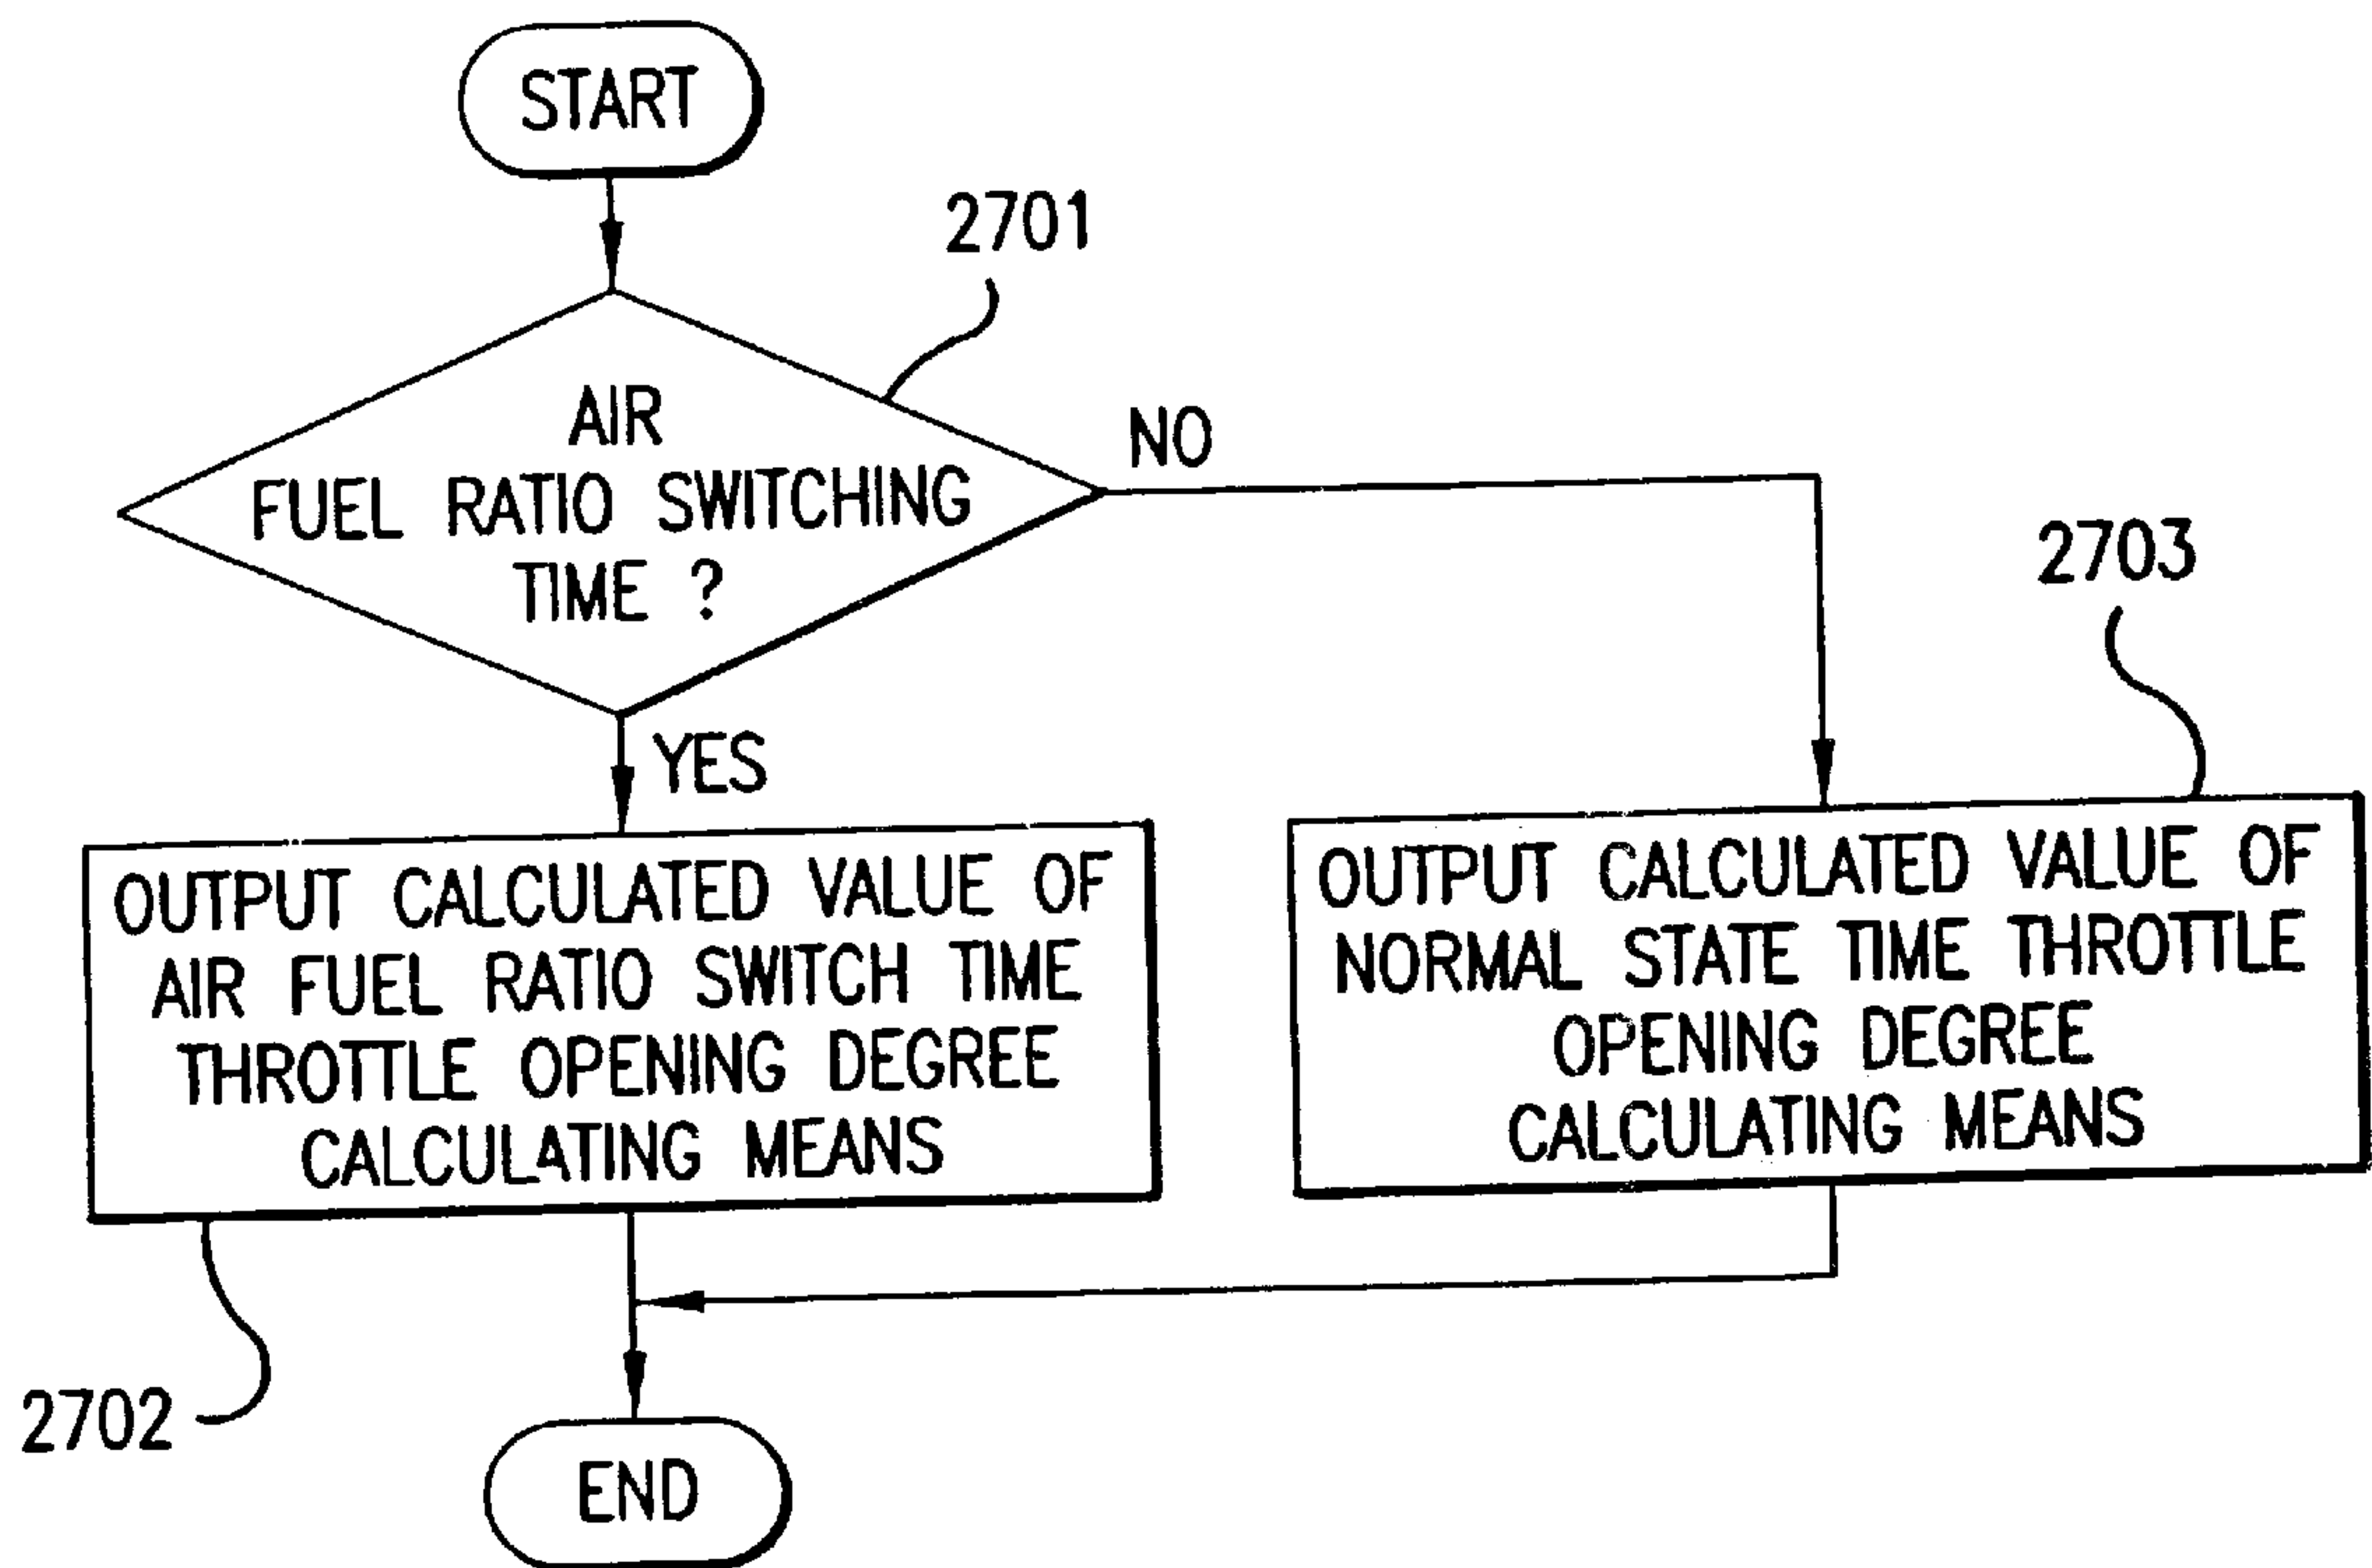 START
2701
AIR
FUEL RATIO SWITCHING
TIME ?
NO
YES
2703
OUTPUT CALCULATED VALUE OF
AIR FUEL RATIO SWITCH TIME
THROTTLE OPENING DEGREE
CALCULATING MEANS
OUTPUT CALCULATED VALUE OF
NORMAL STATE TIME THROTTLE
OPENING DEGREE
CALCULATING MEANS
2702
END